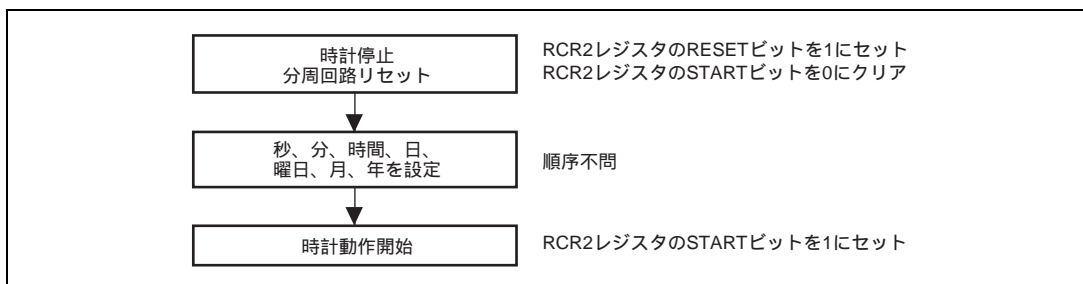 時計停止
分周回路リセット
RCR2レジスタのRESETビットを1にセット
RCR2レジスタのSTARTビットを0にクリア
秒、分、時間、日、
曜日、月、年を設定
順序不問
時計動作開始
RCR2レジスタのSTARTビットを1にセット